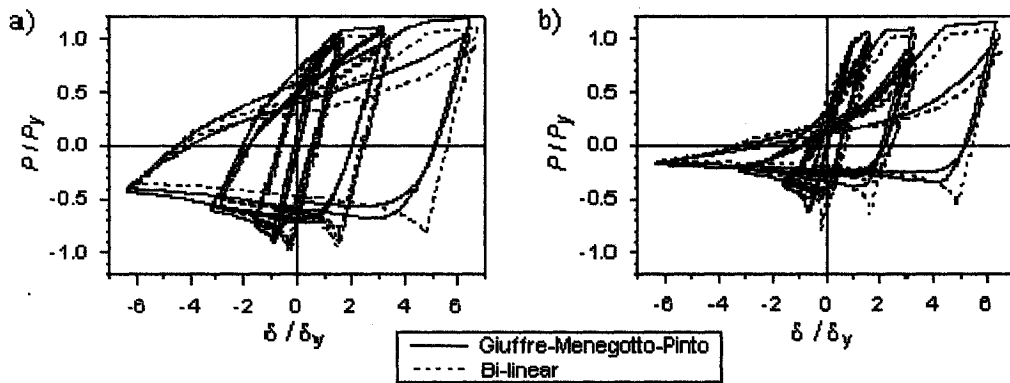 a)
b)
1.0
0.5
0.0
-0.5
-1.0
P / Py
-6 -4 -2 0 2 4 6
δ / δy
1.0
0.5
0.0
-0.5
-1.0
P / Py
-6 -4 -2 0 2 4 6
δ / δy
Giuffre-Menegotto-Pinto
Bi-linear